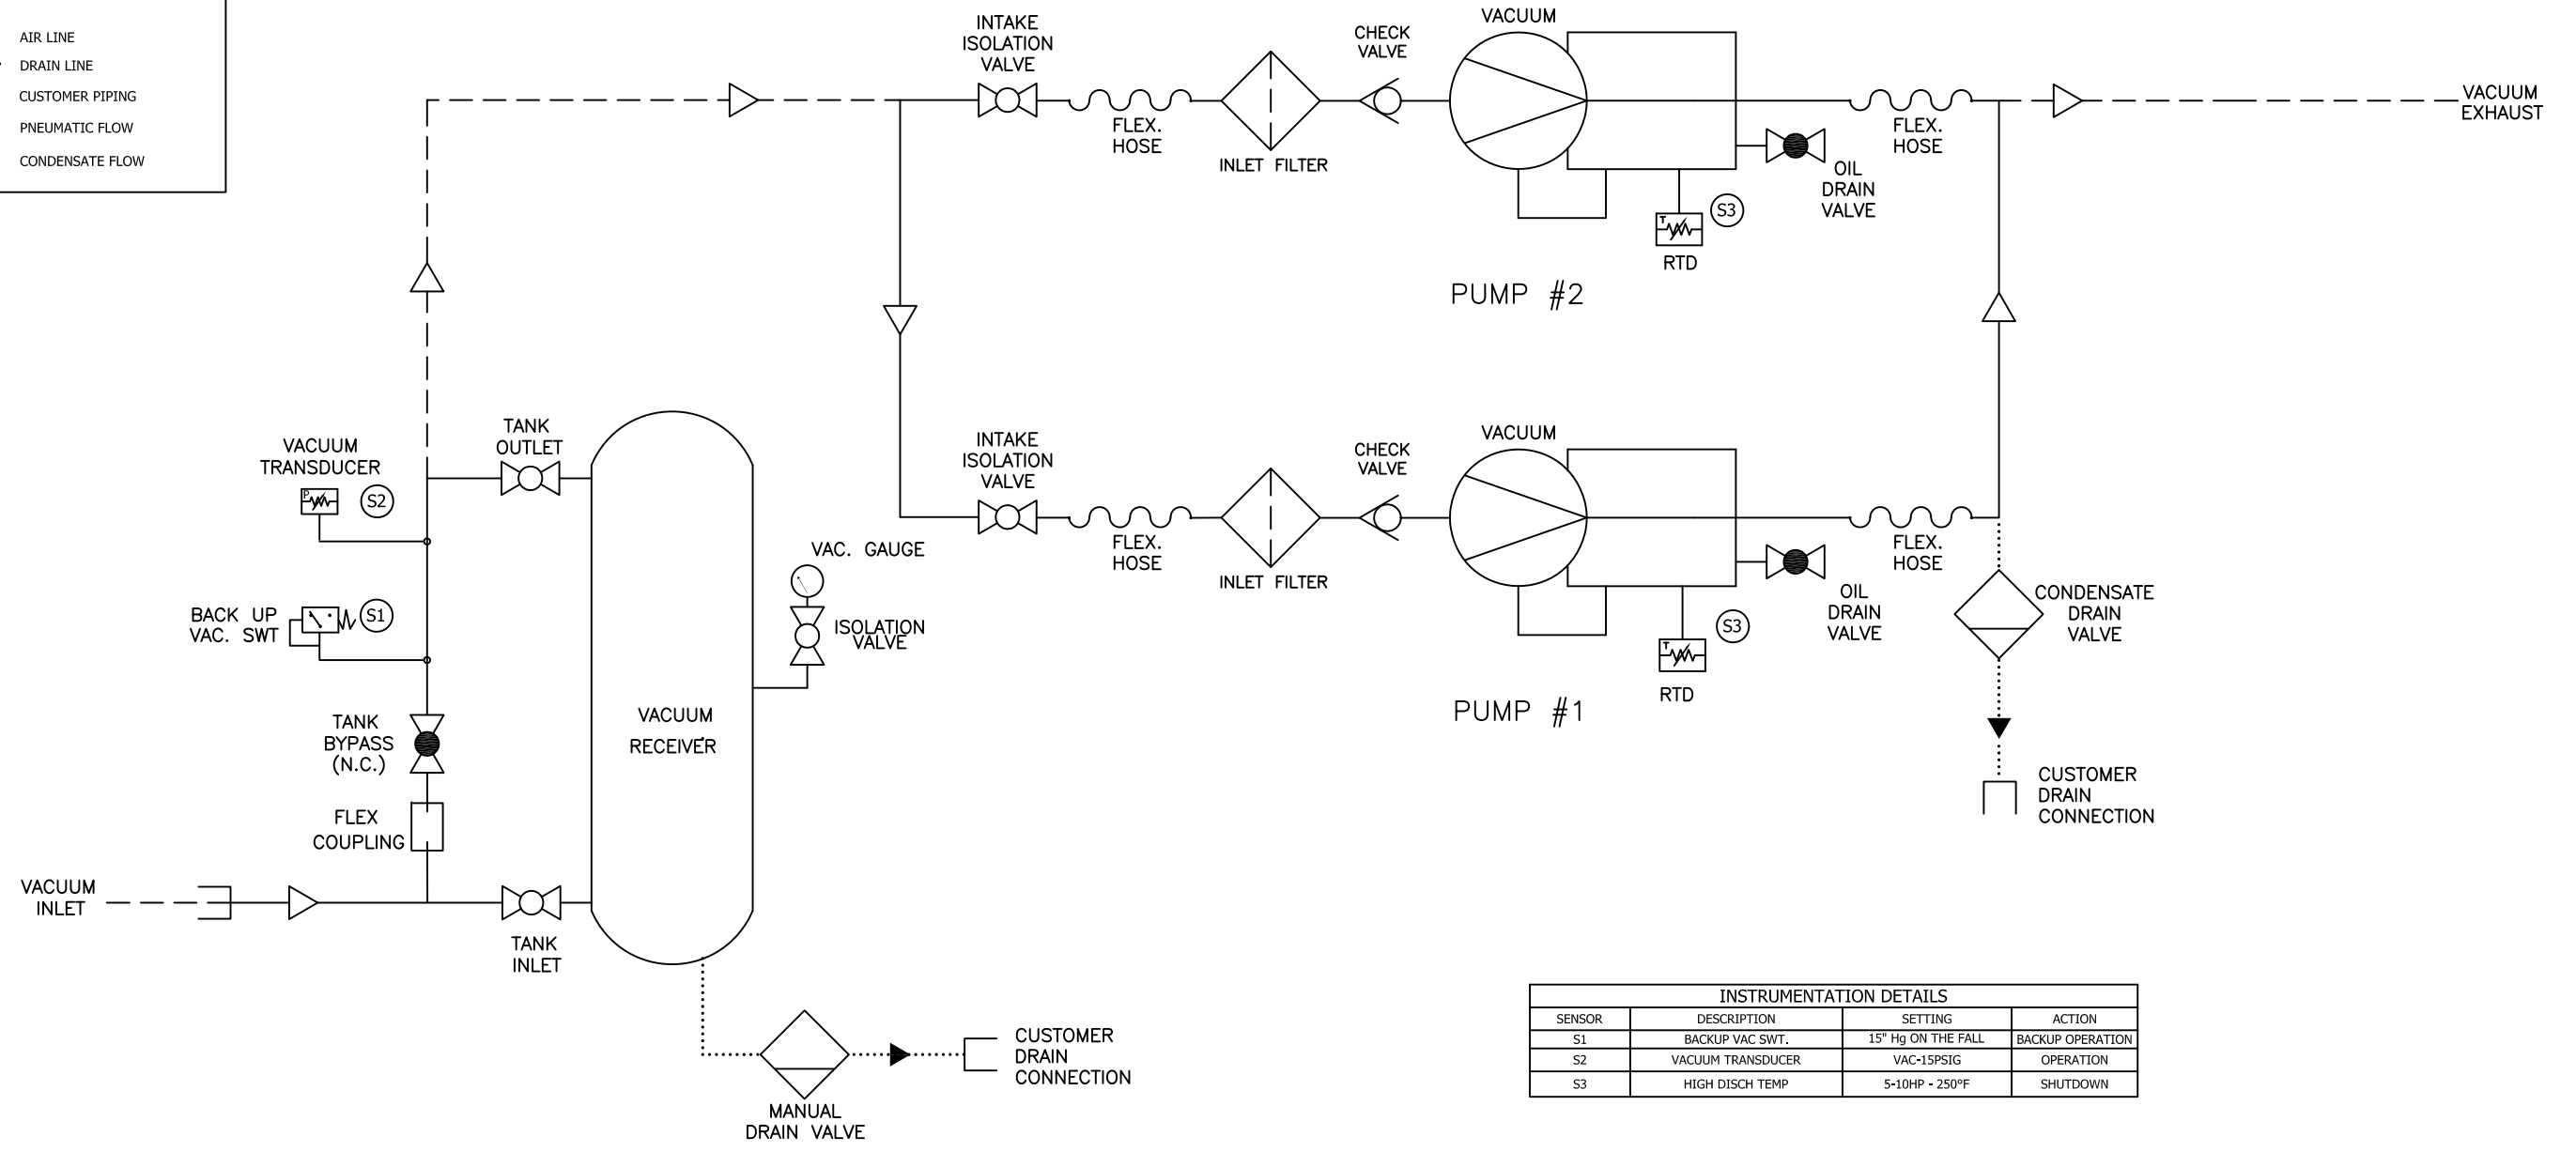 AIR LINE
DRAIN LINE
CUSTOMER PIPING
PNEUMATIC FLOW
CONDENSATE FLOW
INTAKE
ISOLATION
VALVE
FLEX.
HOSE
INLET FILTER
CHECK
VALVE
VACUUM
S3
T
RTD
OIL
DRAIN
VALVE
FLEX.
HOSE
VACUUM
EXHAUST
PUMP #2
INTAKE
ISOLATION
VALVE
FLEX.
HOSE
INLET FILTER
CHECK
VALVE
VACUUM
S3
T
RTD
OIL
DRAIN
VALVE
FLEX.
HOSE
PUMP #1
CONDENSATE
DRAIN
VALVE
CUSTOMER
DRAIN
CONNECTION
VACUUM
TRANSDUCER
P
S2
TANK
OUTLET
BACK UP
VAC. SWT
S1
VAC. GAUGE
ISOLATION
VALVE
TANK
BYPASS
(N.C.)
VACUUM
RECEIVER
FLEX
COUPLING
VACUUM
INLET
TANK
INLET
MANUAL
DRAIN VALVE
CUSTOMER
DRAIN
CONNECTION
INSTRUMENTATION DETAILS
SENSOR DESCRIPTION SETTING ACTION
S1 BACKUP VAC SWT. 15" Hg ON THE FALL BACKUP OPERATION
S2 VACUUM TRANSDUCER VAC-15PSIG OPERATION
S3 HIGH DISCH TEMP 5-10HP - 250°F SHUTDOWN